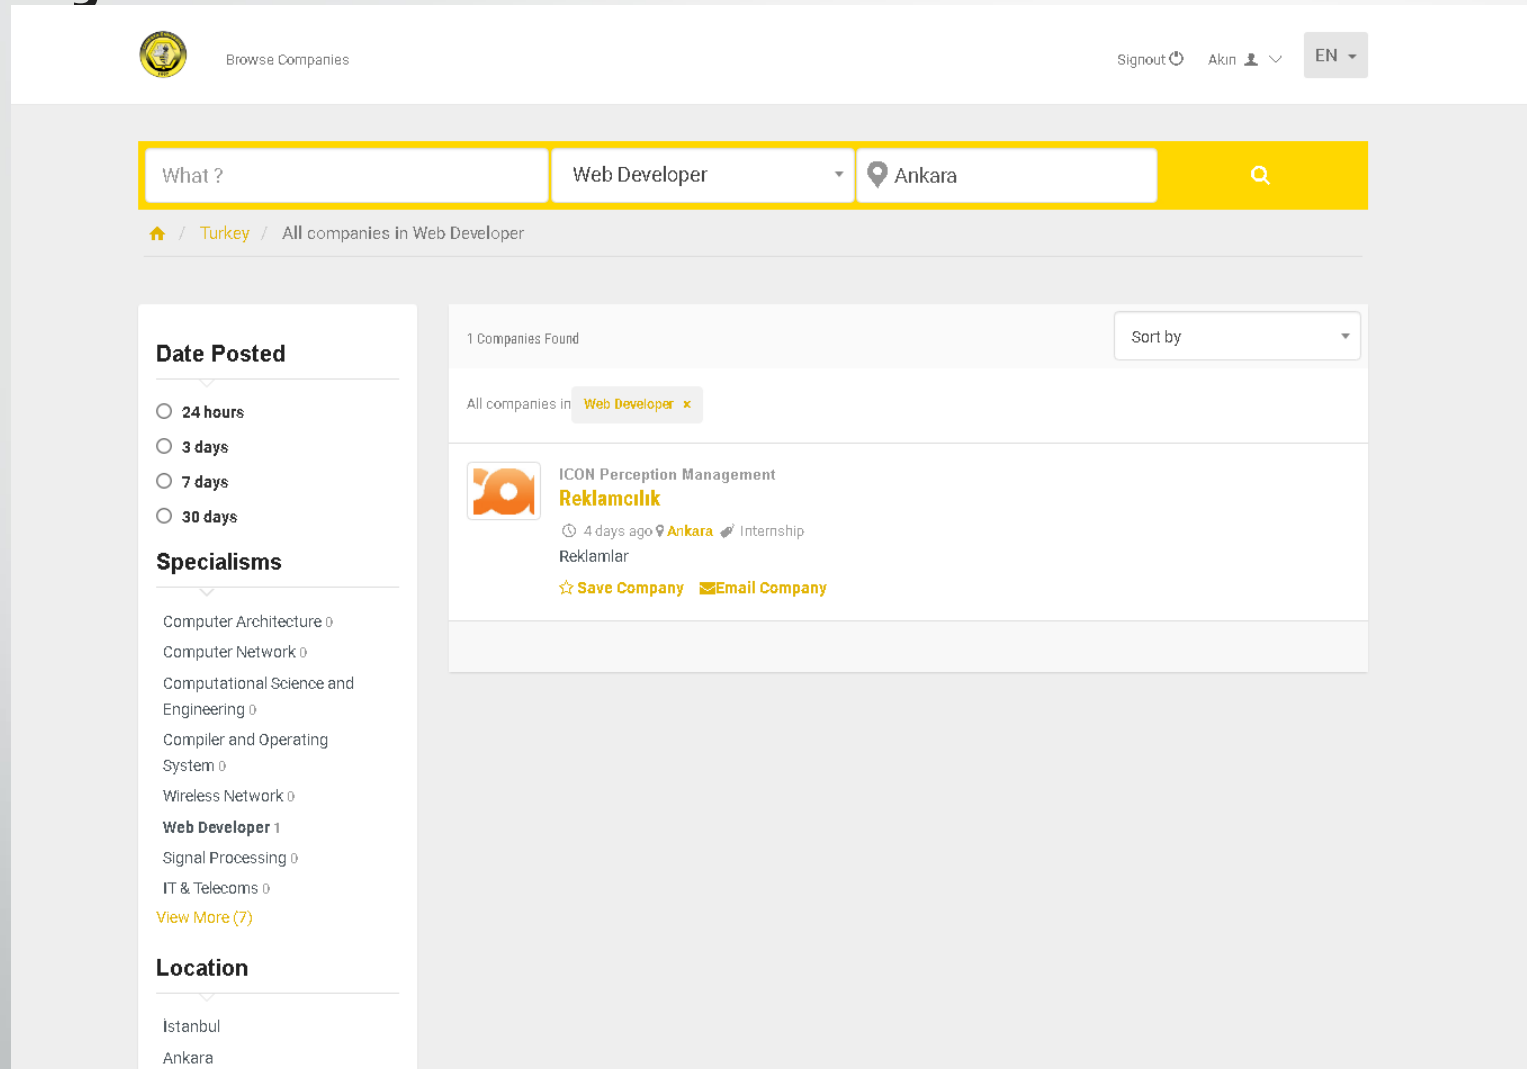 Browse Companies
Signout
Akın
EN
What ?
Web Developer
Ankara
/ Turkey / All companies in Web Developer
Date Posted
24 hours
3 days
7 days
30 days
Specialisms
Computer Architecture 0
Computer Network 0
Computational Science and
Engineering 0
Compiler and Operating
System 0
Wireless Network 0
Web Developer 1
Signal Processing 0
IT & Telecoms 0
View More (7)
Location
İstanbul
Ankara
1 Companies Found
Sort by
All companies in Web Developer ×
ICON Perception Management
Reklamcılık
4 days ago Ankara Internship
Reklamlar
Save Company Email Company